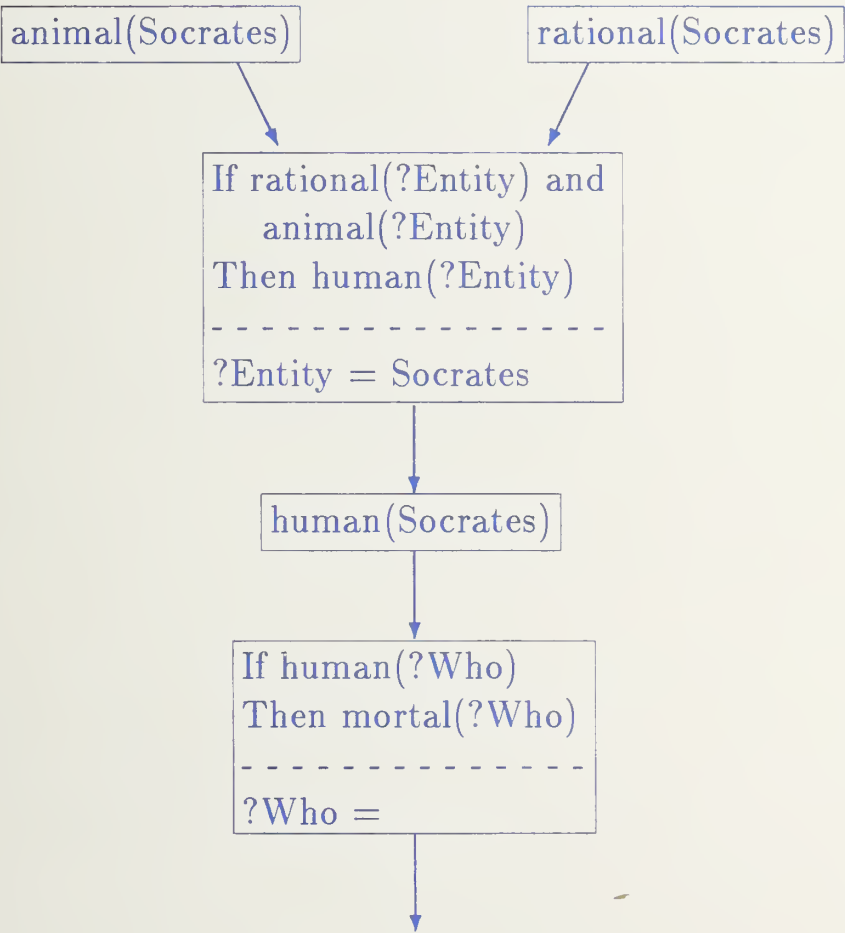 animal(Socrates)
rational(Socrates)
If rational(?Entity) and
animal(?Entity)
Then human(?Entity)
?Entity = Socrates
human(Socrates)
If human(?Who)
Then mortal(?Who)
?Who =